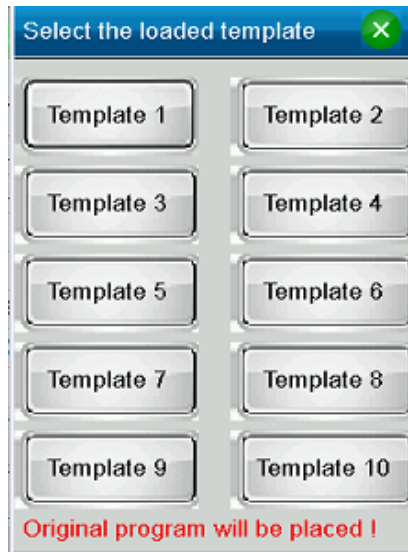 Select the loaded template
Template 1
Template 2
Template 3
Template 4
Template 5
Template 6
Template 7
Template 8
Template 9
Template 10
Original program will be placed !